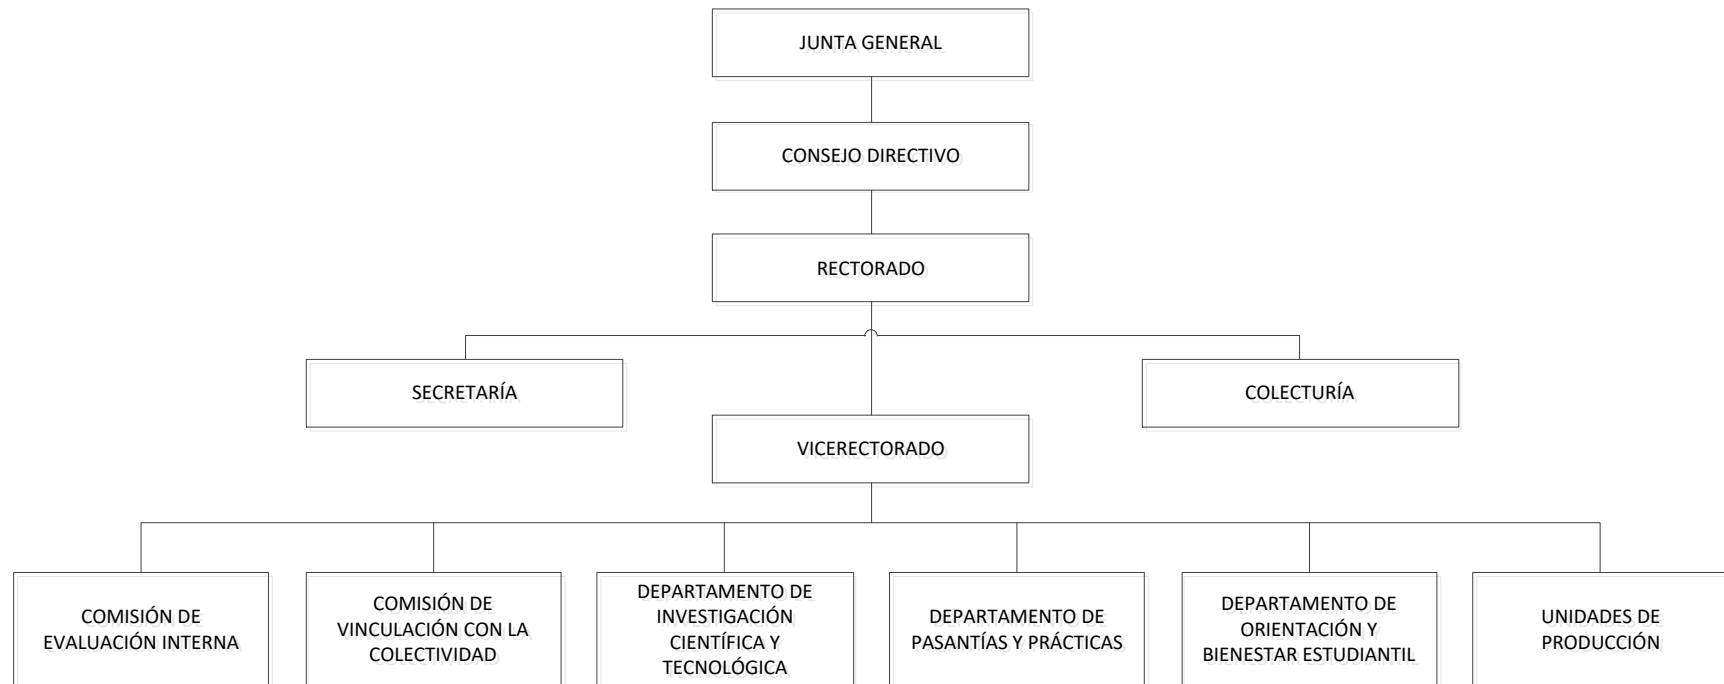 JUNTA GENERAL
CONSEJO DIRECTIVO
RECTORADO
SECRETARÍA
COLECTURÍA
VICERECTORADO
COMISIÓN DE
EVALUACIÓN INTERNA
COMISIÓN DE
VINCULACIÓN CON LA
COLECTIVIDAD
DEPARTAMENTO DE
INVESTIGACIÓN
CIENTÍFICA Y
TECNOLÓGICA
DEPARTAMENTO DE
PASANTÍAS Y PRÁCTICAS
DEPARTAMENTO DE
ORIENTACIÓN Y
BIENESTAR ESTUDIANTIL
UNIDADES DE
PRODUCCIÓN